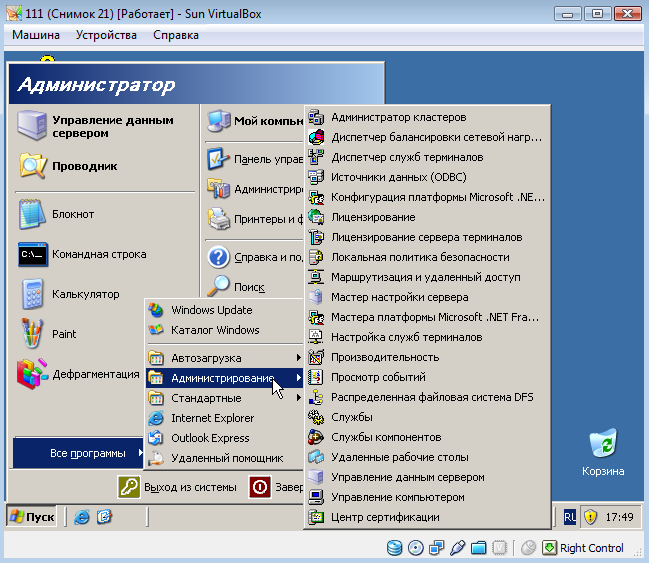 111 (Снимок 21) [Работает] - Sun VirtualBox
Машина Устройства Справка
Администратор
Управление данным
сервером
Проводник
Блокнот
C:\_
Командная строка
Калькулятор
Paint
Дефрагментация
Все программы
Мой компь
Панель упра
Администрир
Принтеры и ф
Справка и по
Поиск
Windows Update
Каталог Windows
Автозагрузка
Администрирование
Стандартные
Internet Explorer
Outlook Express
Удаленный помощник
Администратор кластеров
Диспетчер балансировки сетевой нагр...
Диспетчер служб терминалов
Источники данных (ODBC)
Конфигурация платформы Microsoft .NE...
Лицензирование
Лицензирование сервера терминалов
Локальная политика безопасности
Маршрутизация и удаленный доступ
Мастер настройки сервера
Мастера платформы Microsoft .NET Fra...
Настройка служб терминалов
Производительность
Просмотр событий
Распределенная файловая система DFS
Службы
Службы компонентов
Удаленные рабочие столы
Управление данным сервером
Управление компьютером
Центр сертификации
Выход из системы
Завер
Корзина
Пуск
RL
17:49
Right Control